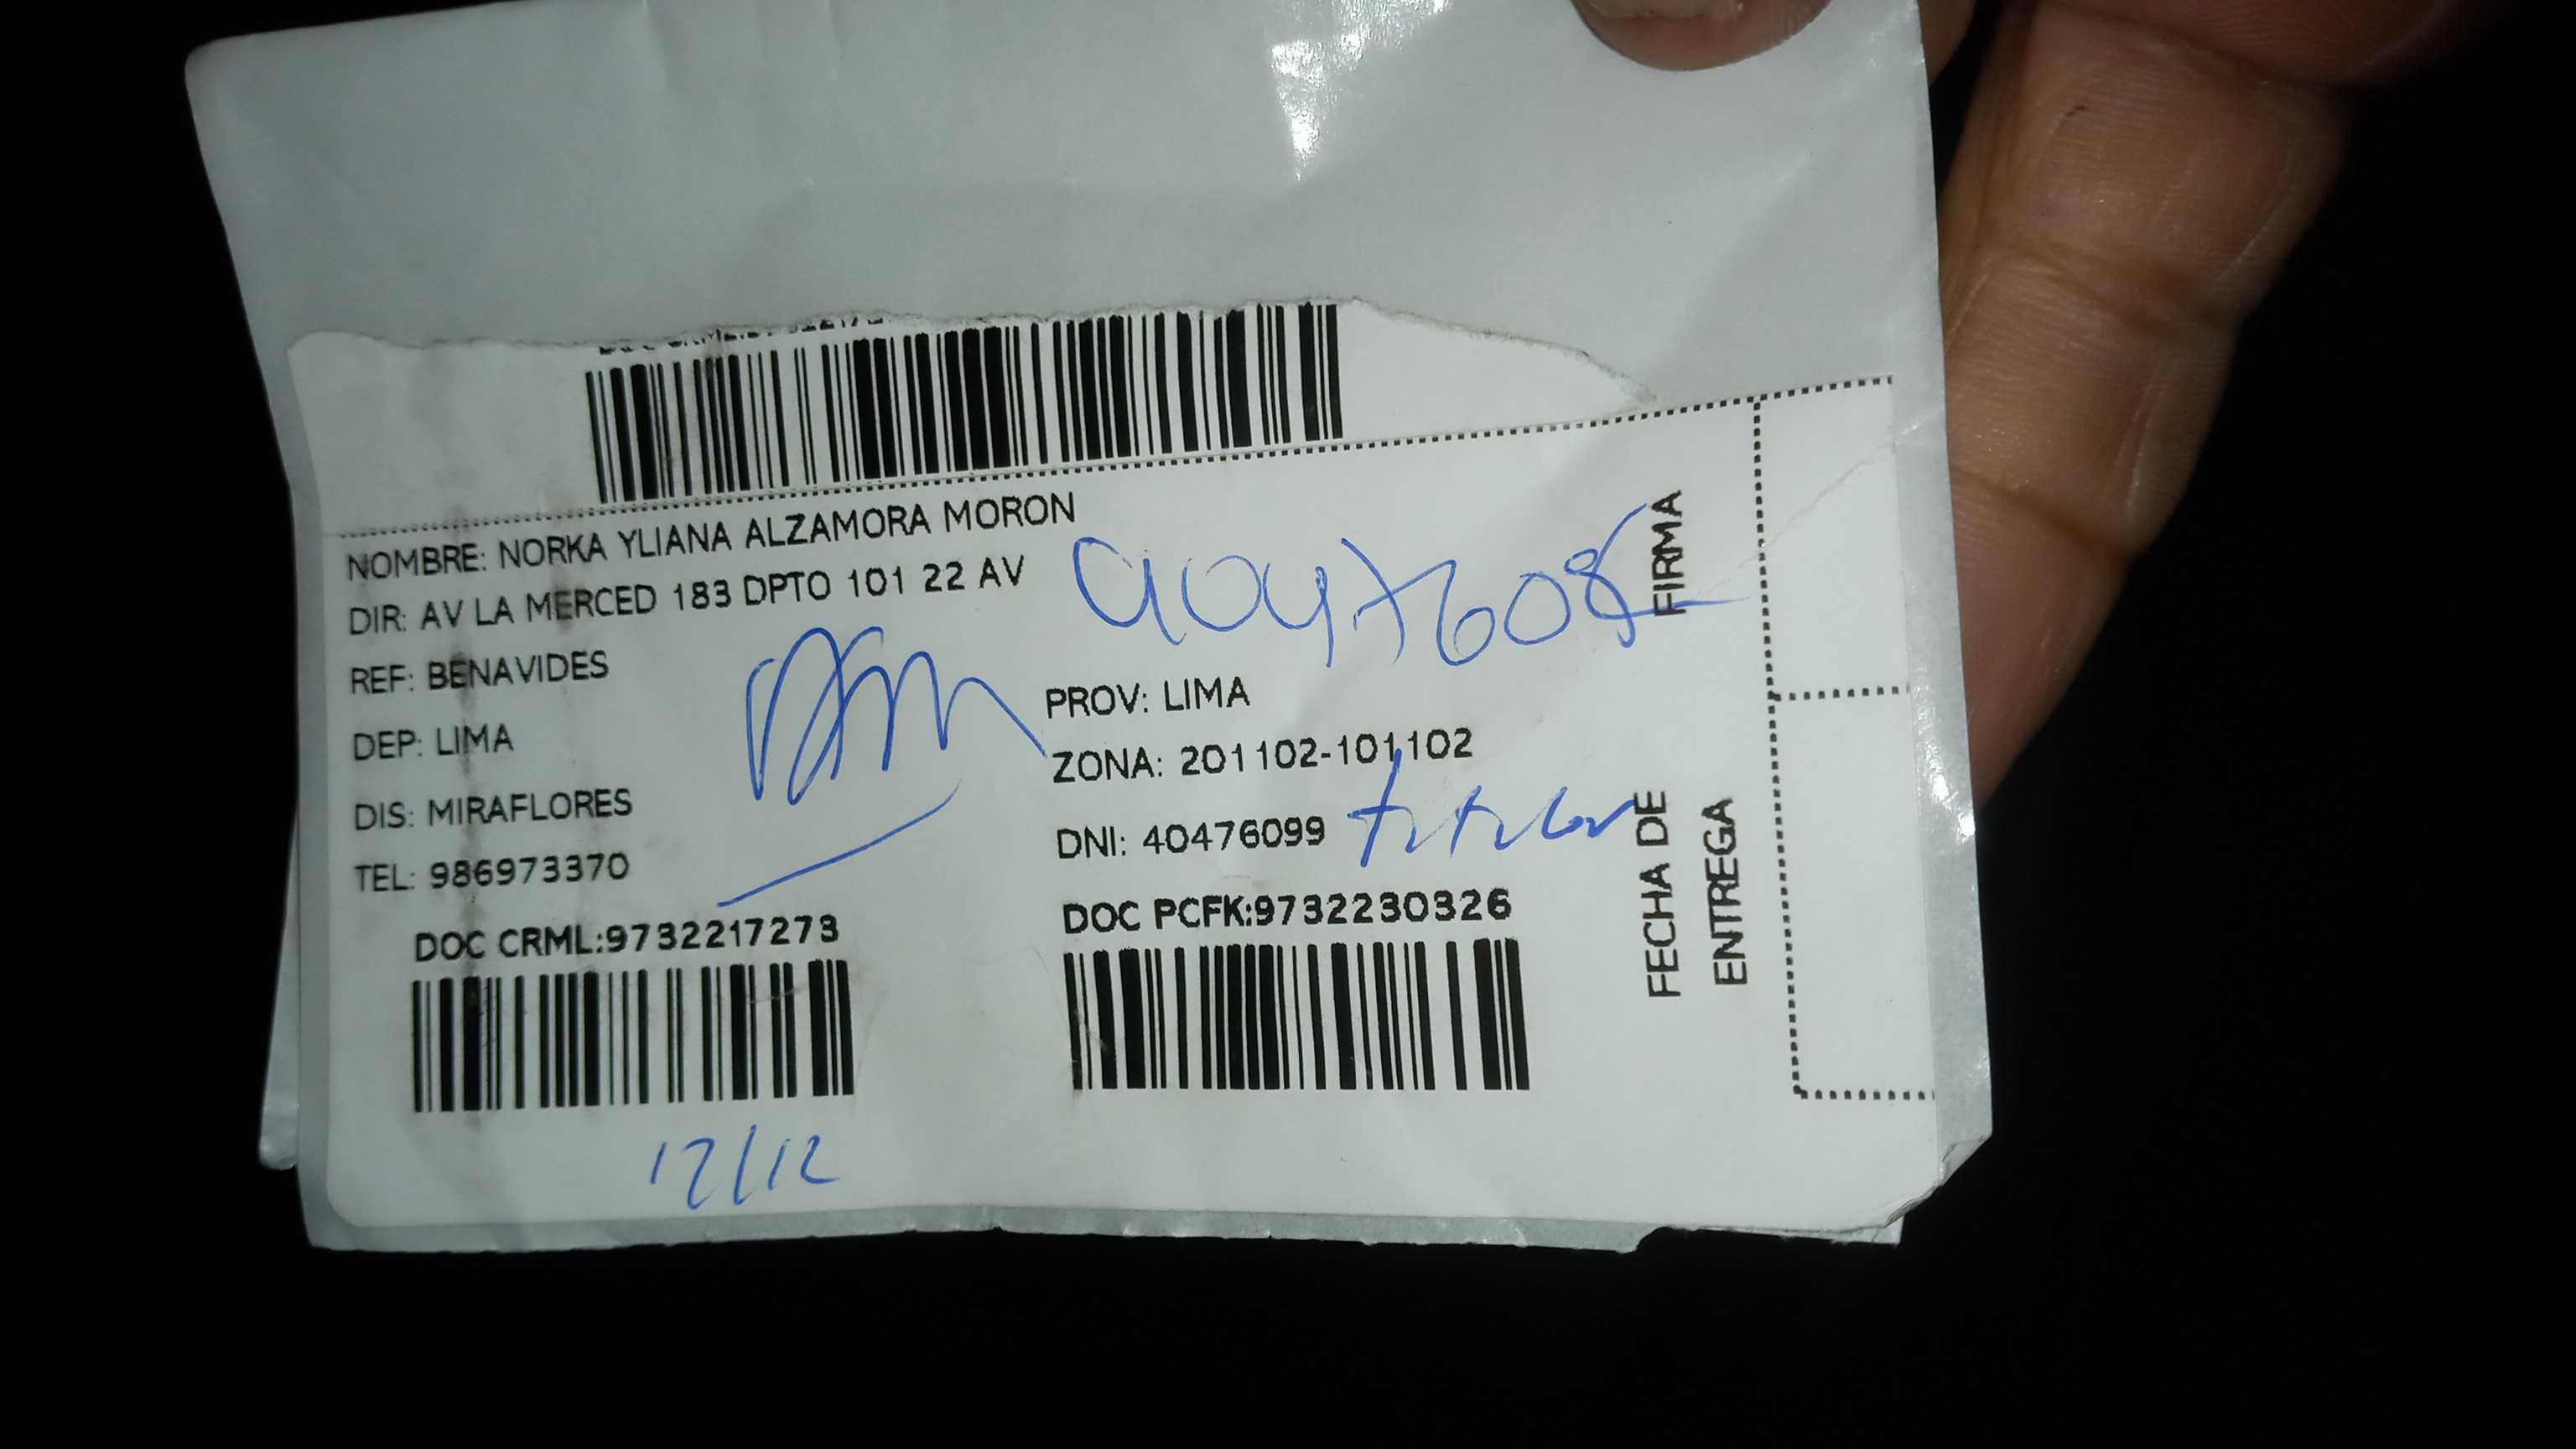 NOMBRE: NORKA YLIANA ALZAMORA MORON
DIR: AV LA MERCED 183 DPTO 101 22 AV
REF: BENAVIDES
DEP: LIMA
PROV: LIMA
ZONA: 201102-101102
DIS: MIRAFLORES
DNI: 40476099 titular
TEL: 986973370
DOC CRML:9732217273
DOC PCFK:9732230326
12/12
FIRMA
FECHA DE
ENTREGA